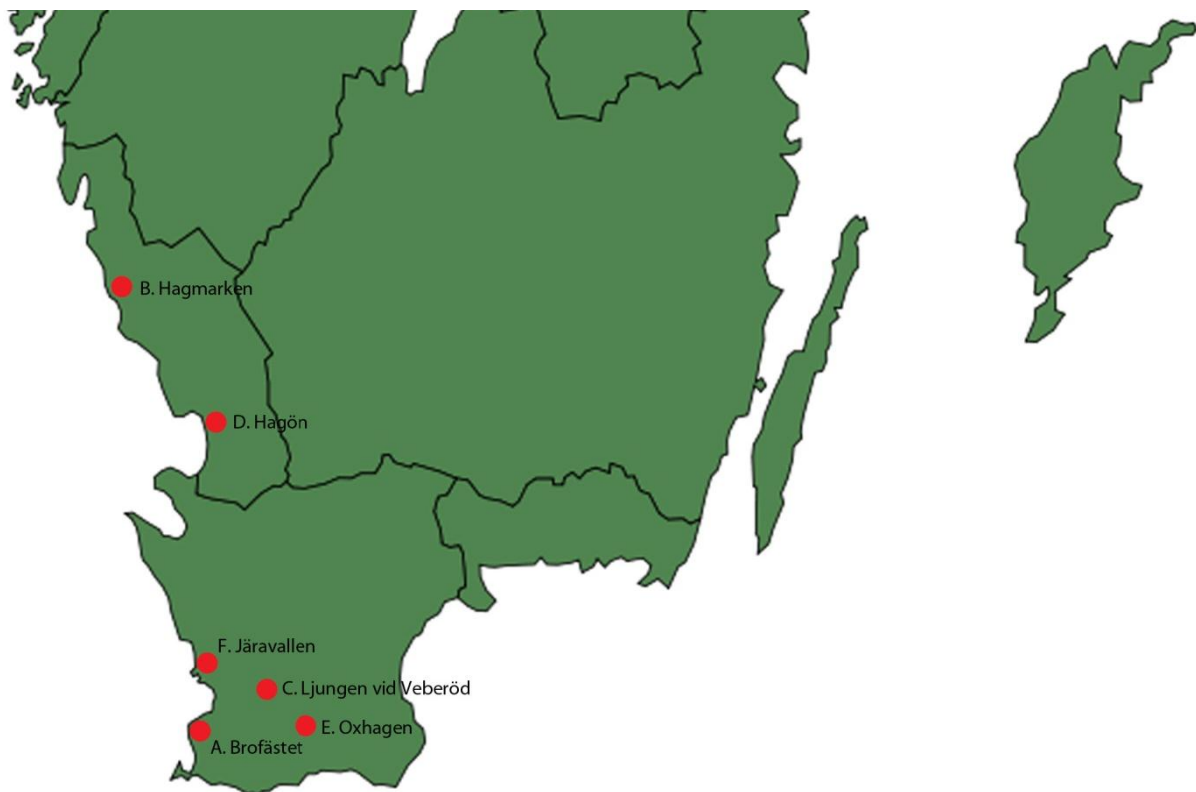 B. Hagmarken
D. Hagön
F. Järavallen
C. Ljungen vid Veberöd
E. Oxhagen
A. Brofästet